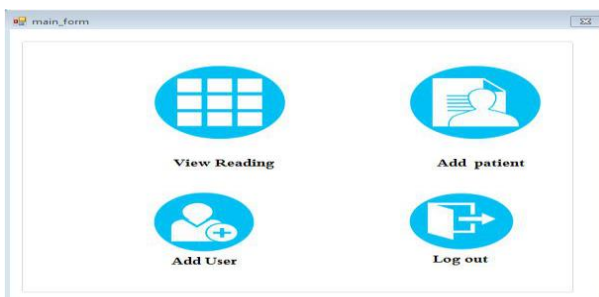 main_form
View Reading
Add patient
Add User
Log out